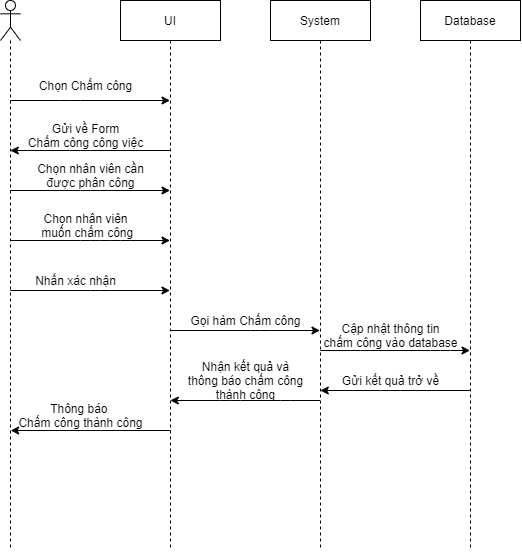 UI
System
Database
Chọn Chấm công
Gửi về Form
Chấm công công việc
Chọn nhân viên cần
được phân công
Chọn nhân viên
muốn chấm công
Nhấn xác nhận
Gọi hàm Chấm công
Cập nhật thông tin
chấm công vào database
Nhận kết quả và
thông báo chấm công
thành công
Gửi kết quả trở về
Thông báo
Chấm công thành công